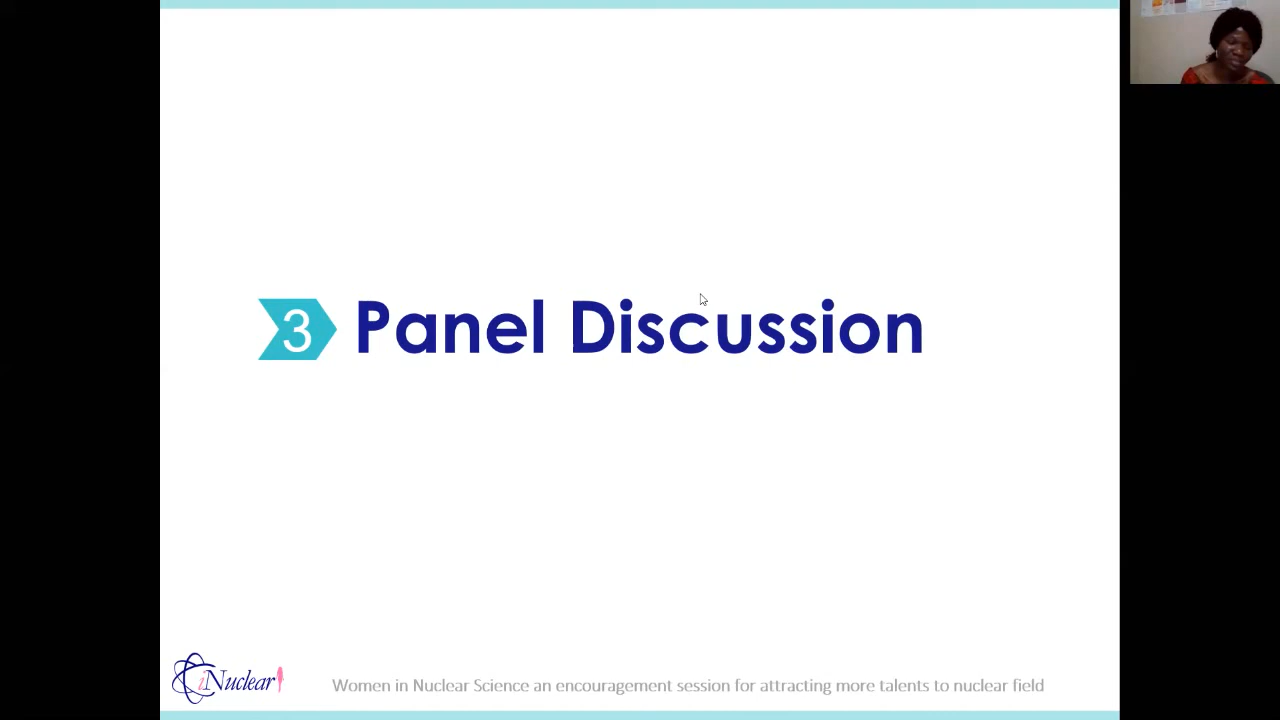 3 Panel Discussion
iNuclear
Women in Nuclear Science an encouragement session for attracting more talents to nuclear field